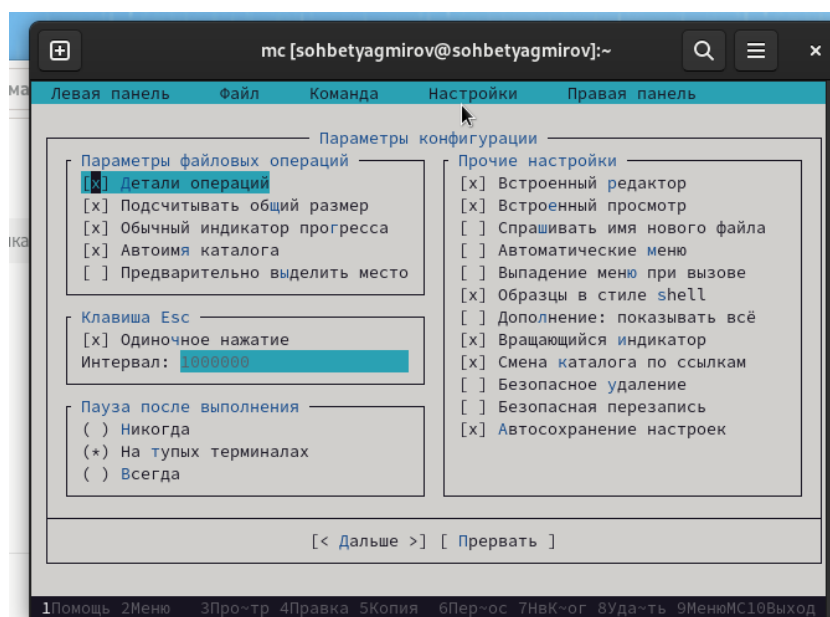 mc [sohbetyagmirov@sohbetyagmirov]:~
Левая панель Файл Команда Настройки Правая панель
Параметры конфигурации
Параметры файловых операций
[x] Детали операций
[x] Подсчитывать общий размер
[x] Обычный индикатор прогресса
[x] Автоимя каталога
[ ] Предварительно выделить место
Клавиша Esc
[x] Одиночное нажатие
Интервал: 1000000
Пауза после выполнения
( ) Никогда
(*) На тупых терминалах
( ) Всегда
Прочие настройки
[x] Встроенный редактор
[x] Встроенный просмотр
[ ] Спрашивать имя нового файла
[ ] Автоматические меню
[ ] Выпадение меню при вызове
[x] Образцы в стиле shell
[ ] Дополнение: показывать всё
[x] Вращающийся индикатор
[x] Смена каталога по ссылкам
[ ] Безопасное удаление
[ ] Безопасная перезапись
[x] Автосохранение настроек
[< Дальше >] [ Прервать ]
1Помощь 2Меню 3Про~тр 4Правка 5Копия 6Пер~ос 7НвК~ог 8Уда~ть 9МенюMC10Выход